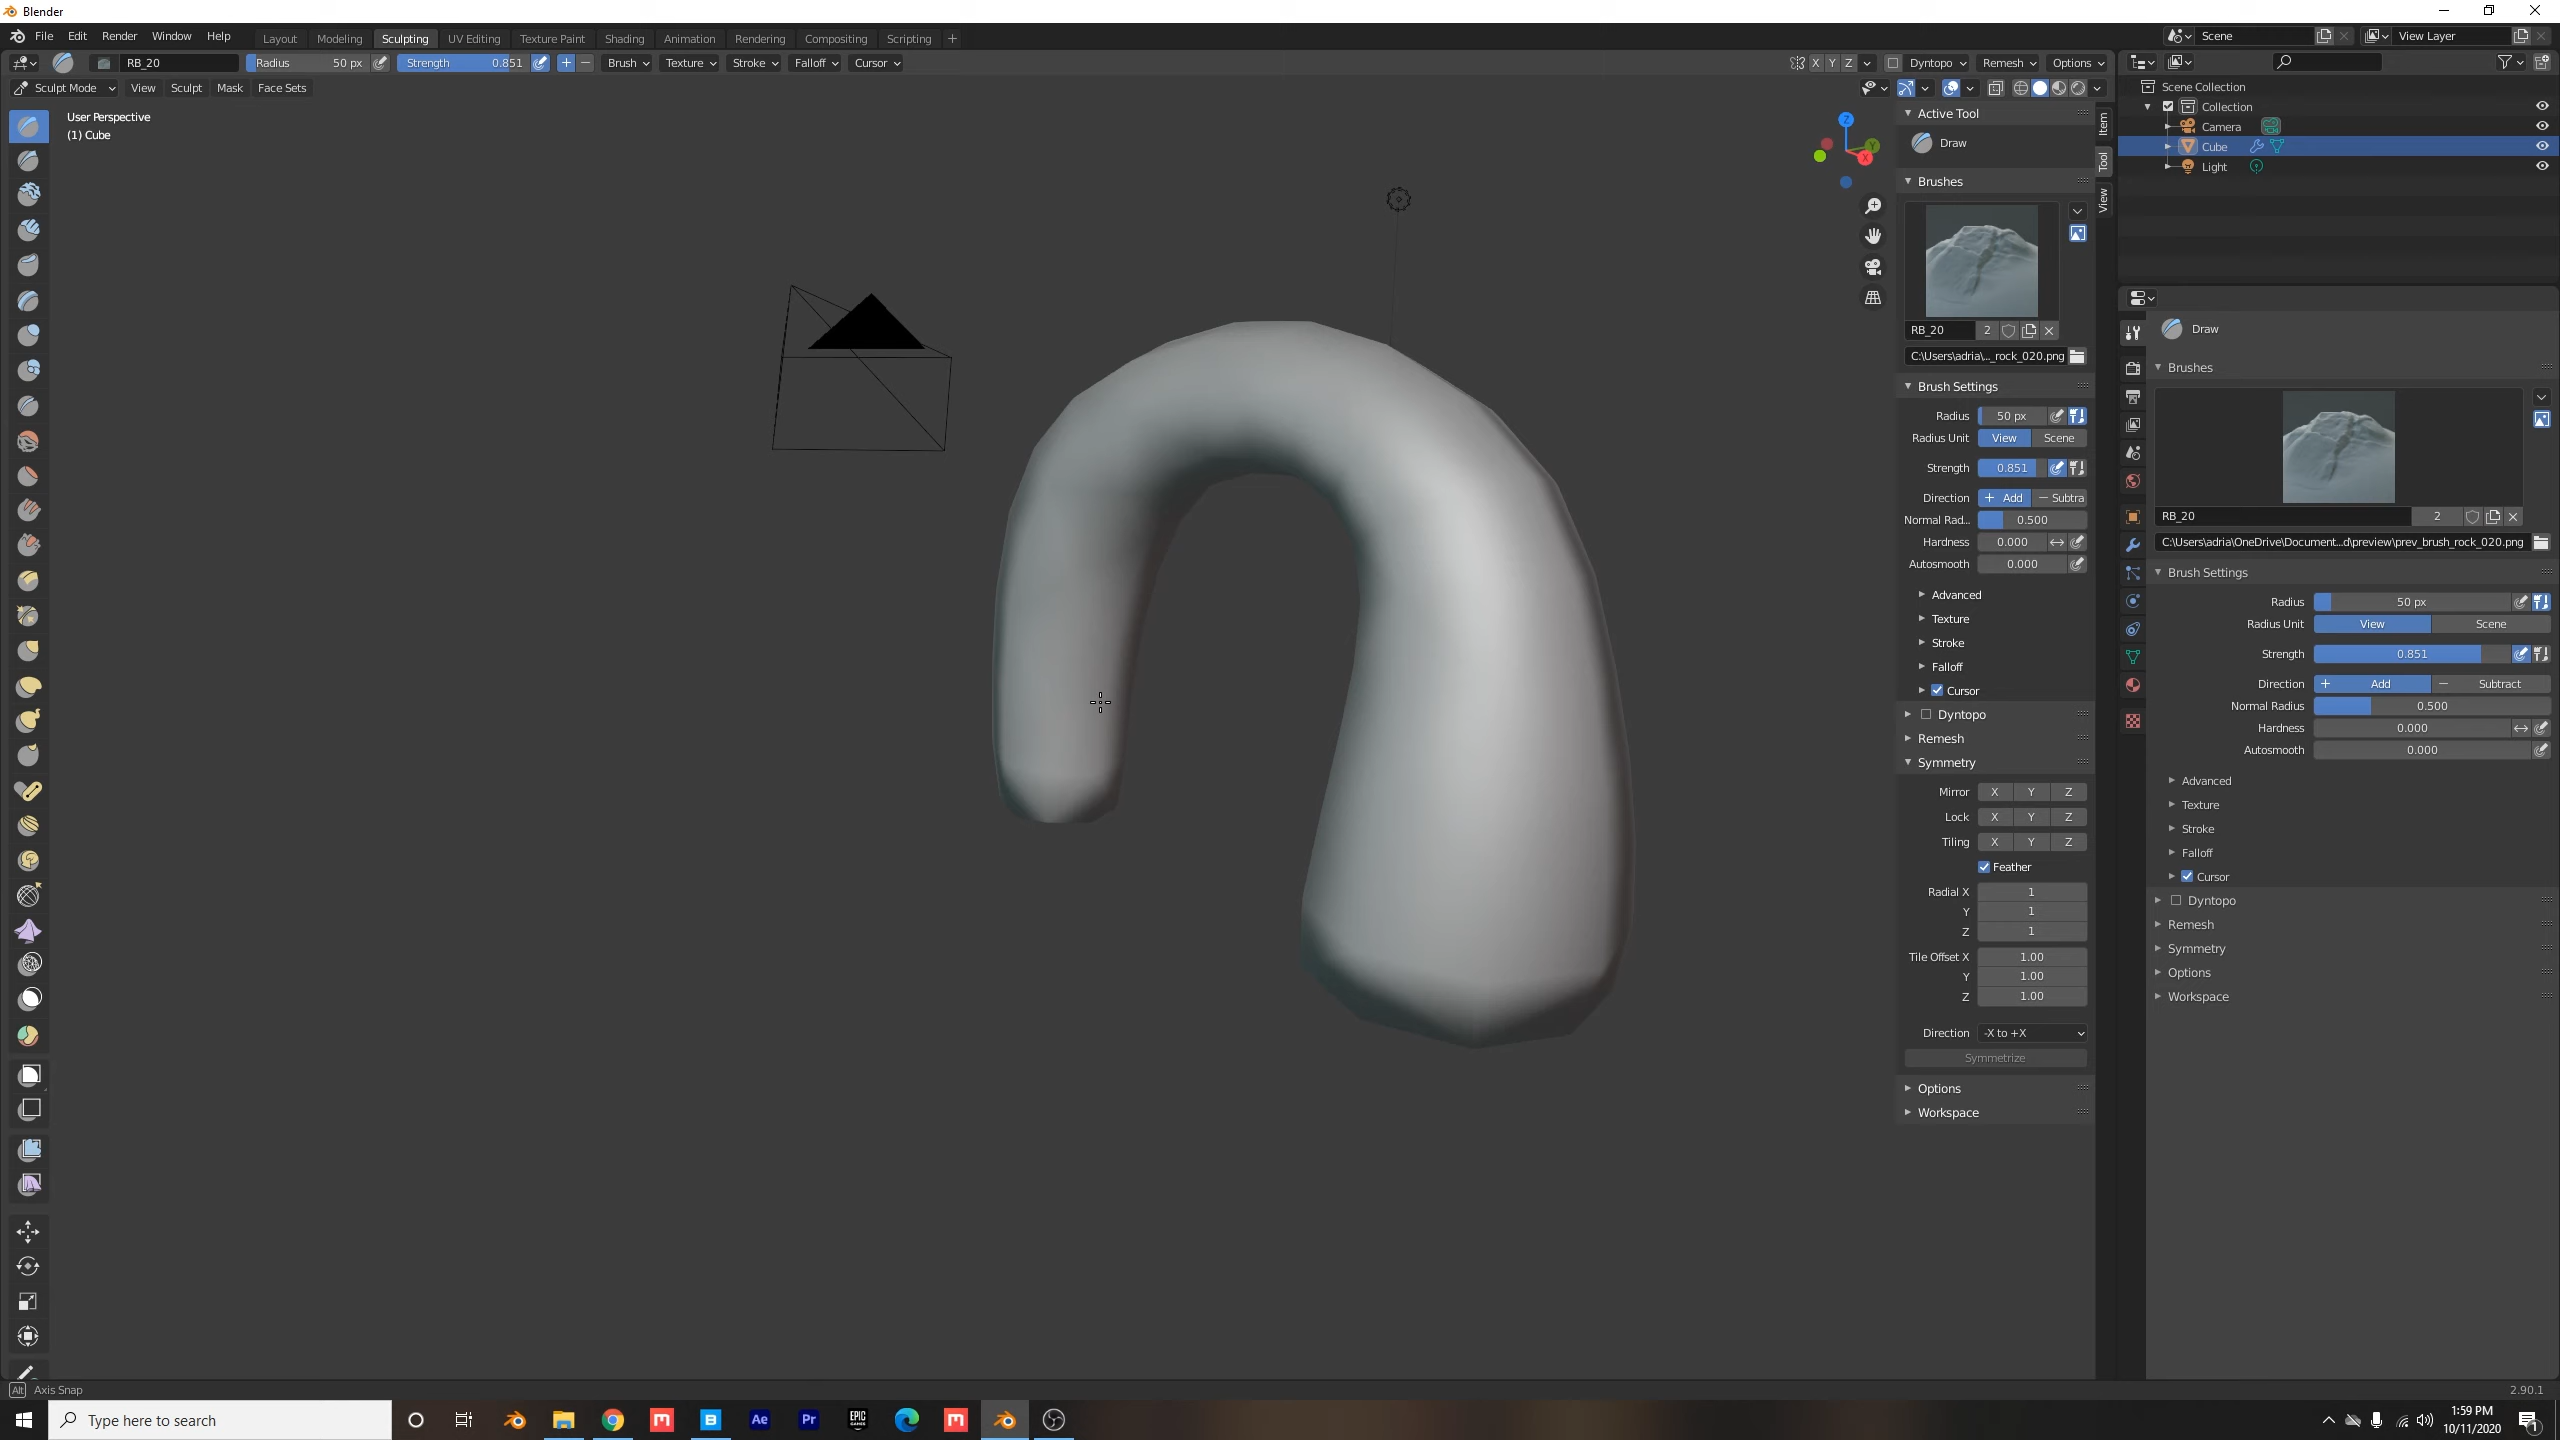 Blender
File Edit Render Window Help Layout Modeling Sculpting UV Editing Texture Paint Shading Animation Rendering Compositing Scripting + Scene View Layer
RB_20 Radius 50 px Strength 0.851 + − Brush Texture Stroke Falloff Cursor X Y Z Dyntopo Remesh Options
Sculpt Mode View Sculpt Mask Face Sets
User Perspective
(1) Cube
Z
Y
X
Item
Tool
View
Active Tool
Draw
Brushes
RB_20 2
C:\Users\adria\.._rock_020.png
Brush Settings
Radius 50 px
Radius Unit View Scene
Strength 0.851
Direction + Add − Subtra
Normal Rad... 0.500
Hardness 0.000
Autosmooth 0.000
Advanced
Texture
Stroke
Falloff
Cursor
Dyntopo
Remesh
Symmetry
Mirror X Y Z
Lock X Y Z
Tiling X Y Z
Feather
Radial X 1
Y 1
Z 1
Tile Offset X 1.00
Y 1.00
Z 1.00
Direction -X to +X
Symmetrize
Options
Workspace
Scene Collection
Collection
Camera
Cube
Light
Draw
Brushes
RB_20 2
C:\Users\adria\OneDrive\Document...d\preview\prev_brush_rock_020.png
Brush Settings
Radius 50 px
Radius Unit View Scene
Strength 0.851
Direction + Add − Subtract
Normal Radius 0.500
Hardness 0.000
Autosmooth 0.000
Advanced
Texture
Stroke
Falloff
Cursor
Dyntopo
Remesh
Symmetry
Options
Workspace
Alt Axis Snap 2.90.1
Type here to search M B Ae Pr EPIC GAMES M 1:59 PM
10/11/2020 1